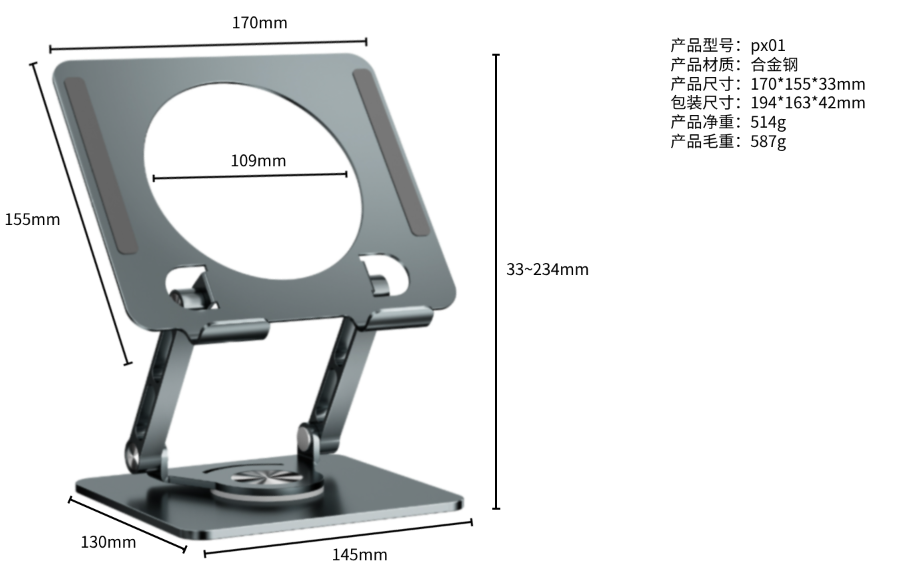 170mm
109mm
155mm
33~234mm
130mm
145mm
产品型号：px01
产品材质：合金钢
产品尺寸：170*155*33mm
包装尺寸：194*163*42mm
产品净重：514g
产品毛重：587g